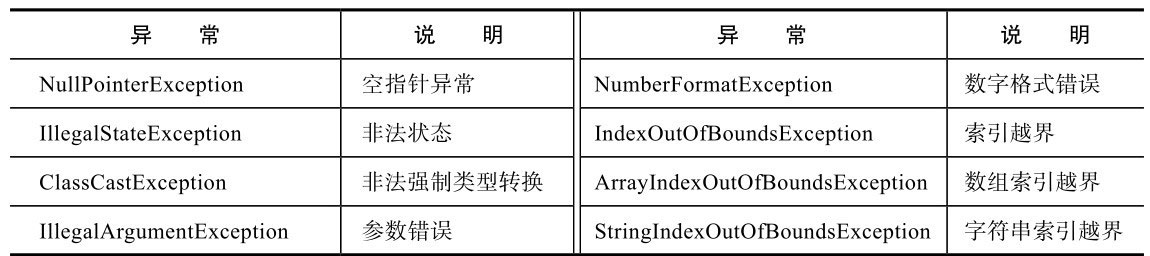 异 常 说 明 异 常 说 明
NullPointerException 空指针异常 NumberFormatException 数字格式错误
IllegalStateException 非法状态 IndexOutOfBoundsException 索引越界
ClassCastException 非法强制类型转换 ArrayIndexOutOfBoundsException 数组索引越界
IllegalArgumentException 参数错误 StringIndexOutOfBoundsException 字符串索引越界